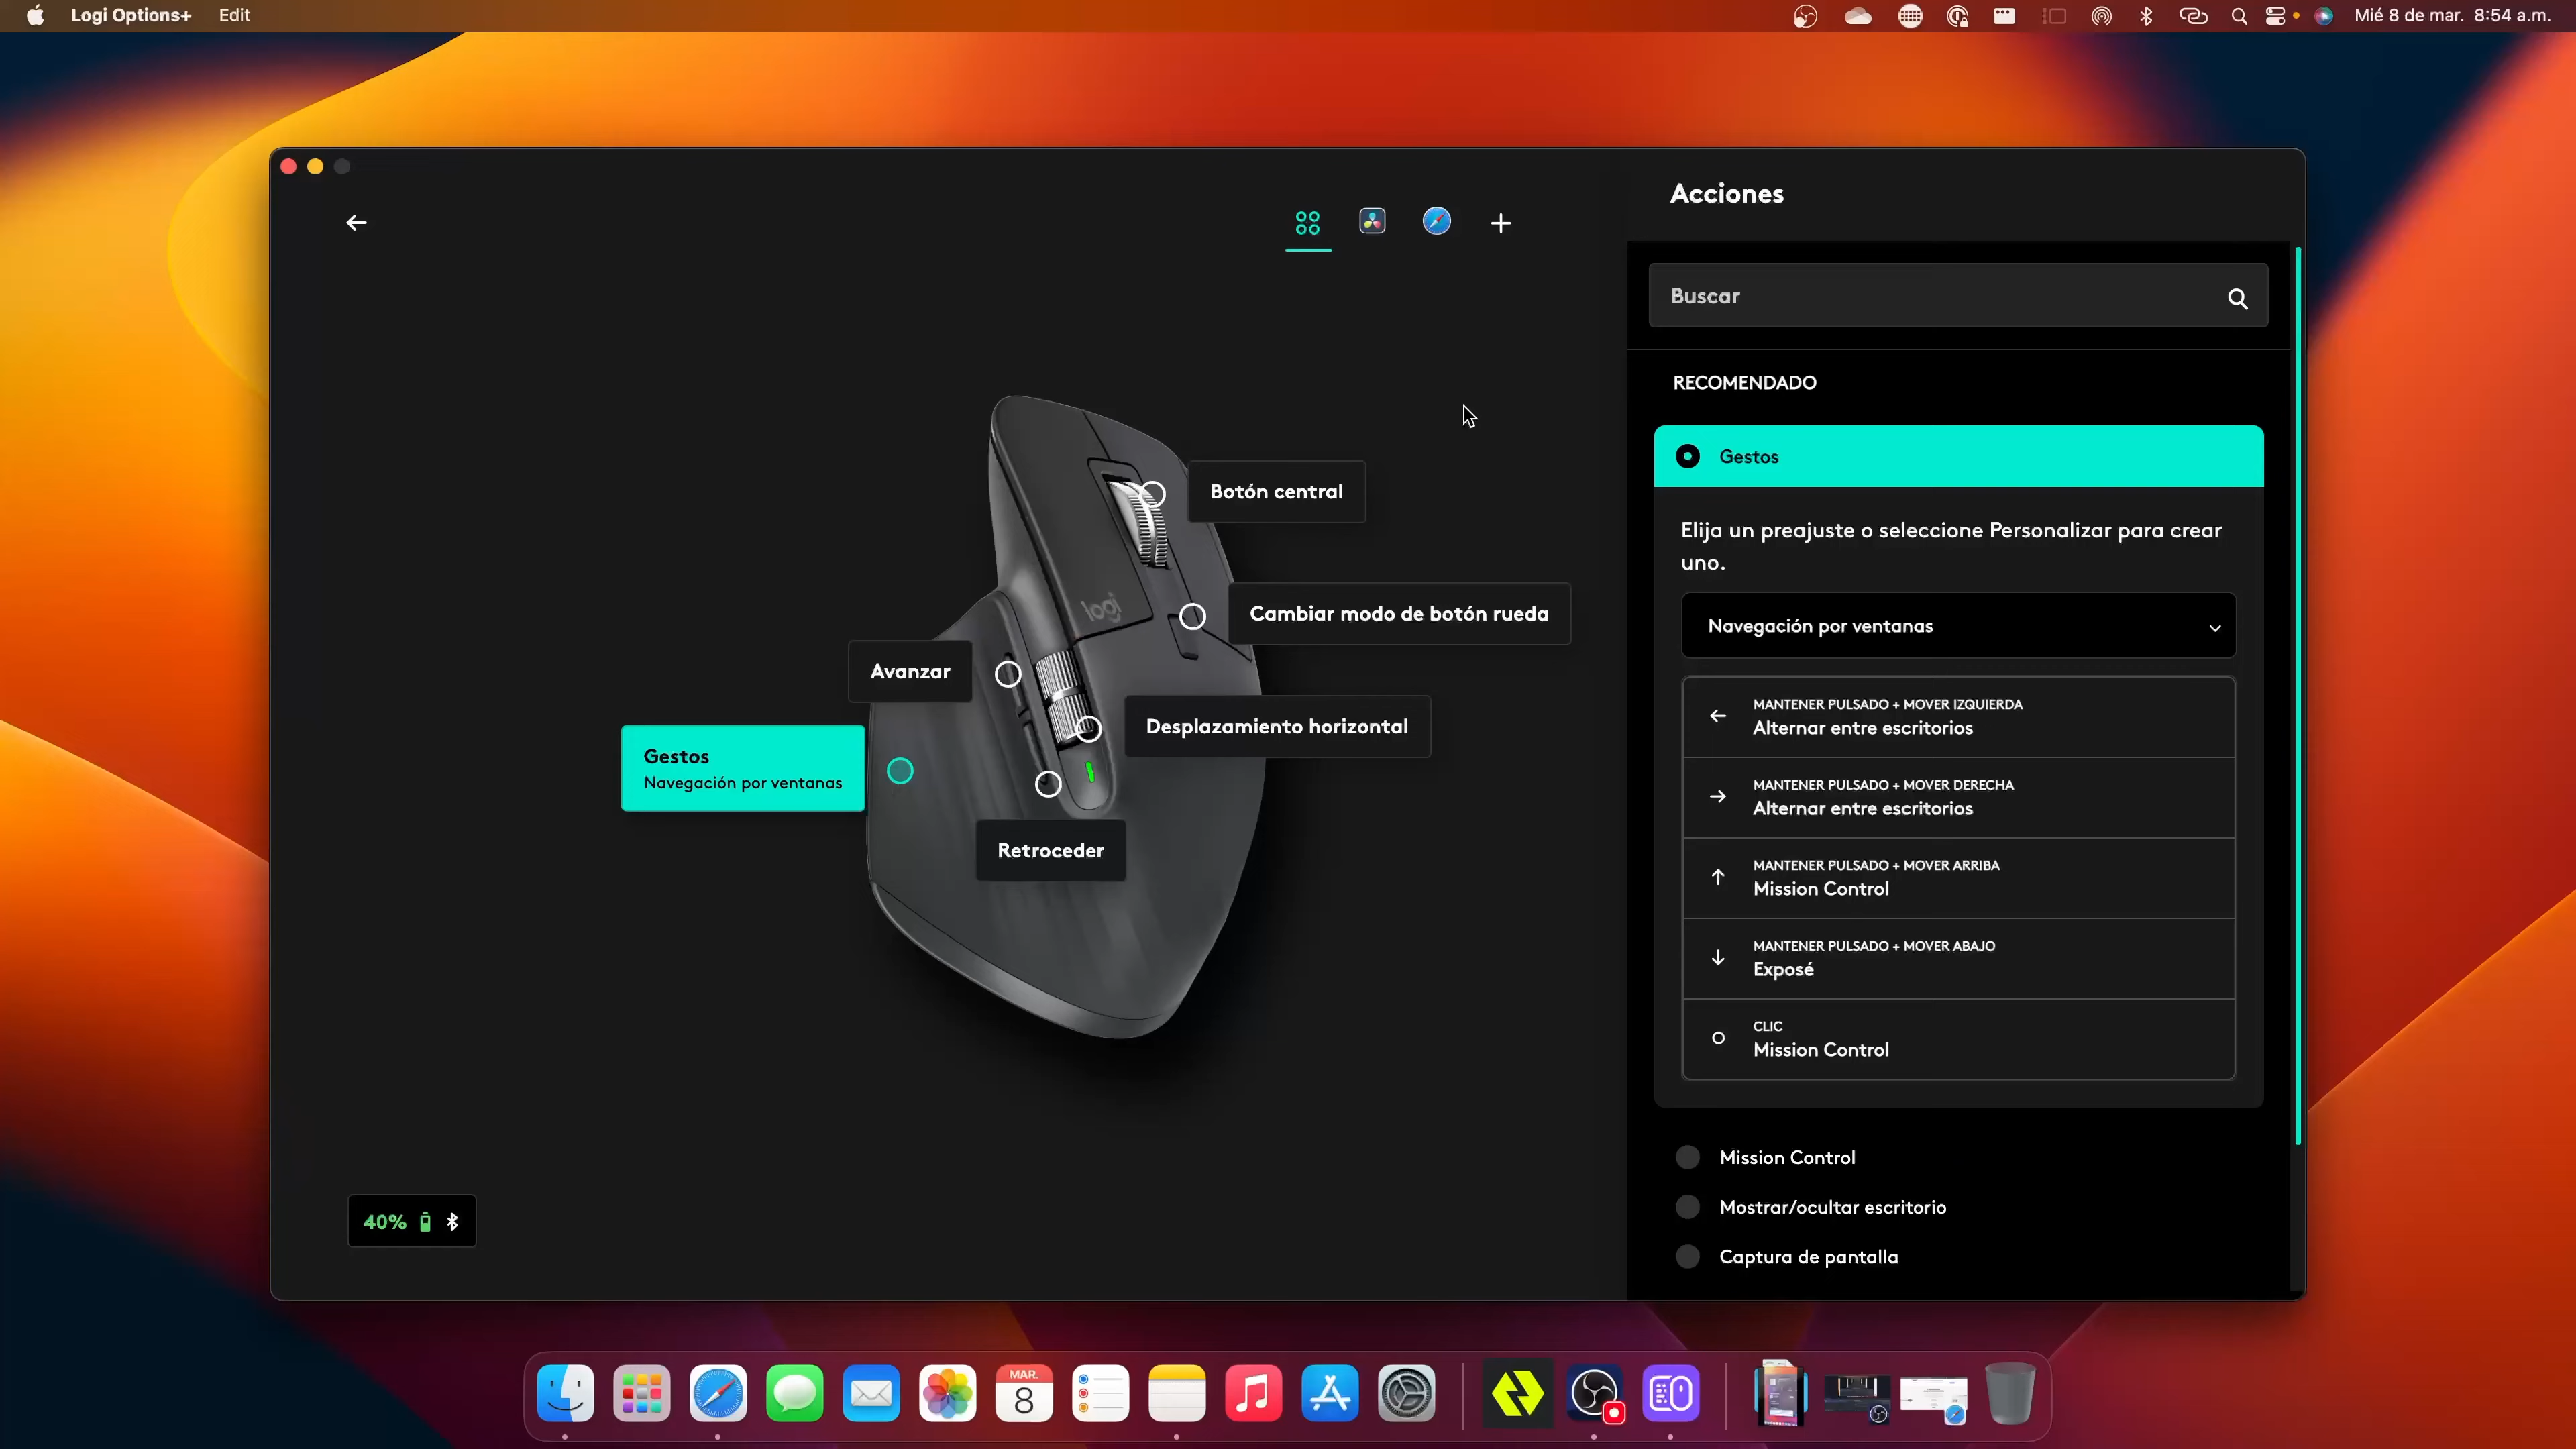 Logi Options+ Edit Mié 8 de mar. 8:54 a.m.
Acciones
Buscar
RECOMENDADO
Gestos
Elija un preajuste o seleccione Personalizar para crear
uno.
Navegación por ventanas
MANTENER PULSADO + MOVER IZQUIERDA
Alternar entre escritorios
MANTENER PULSADO + MOVER DERECHA
Alternar entre escritorios
MANTENER PULSADO + MOVER ARRIBA
Mission Control
MANTENER PULSADO + MOVER ABAJO
Exposé
CLIC
Mission Control
Mission Control
Mostrar/ocultar escritorio
Captura de pantalla
Botón central
logi
Cambiar modo de botón rueda
Avanzar
Desplazamiento horizontal
Gestos
Navegación por ventanas
Retroceder
40%
MAR.
8